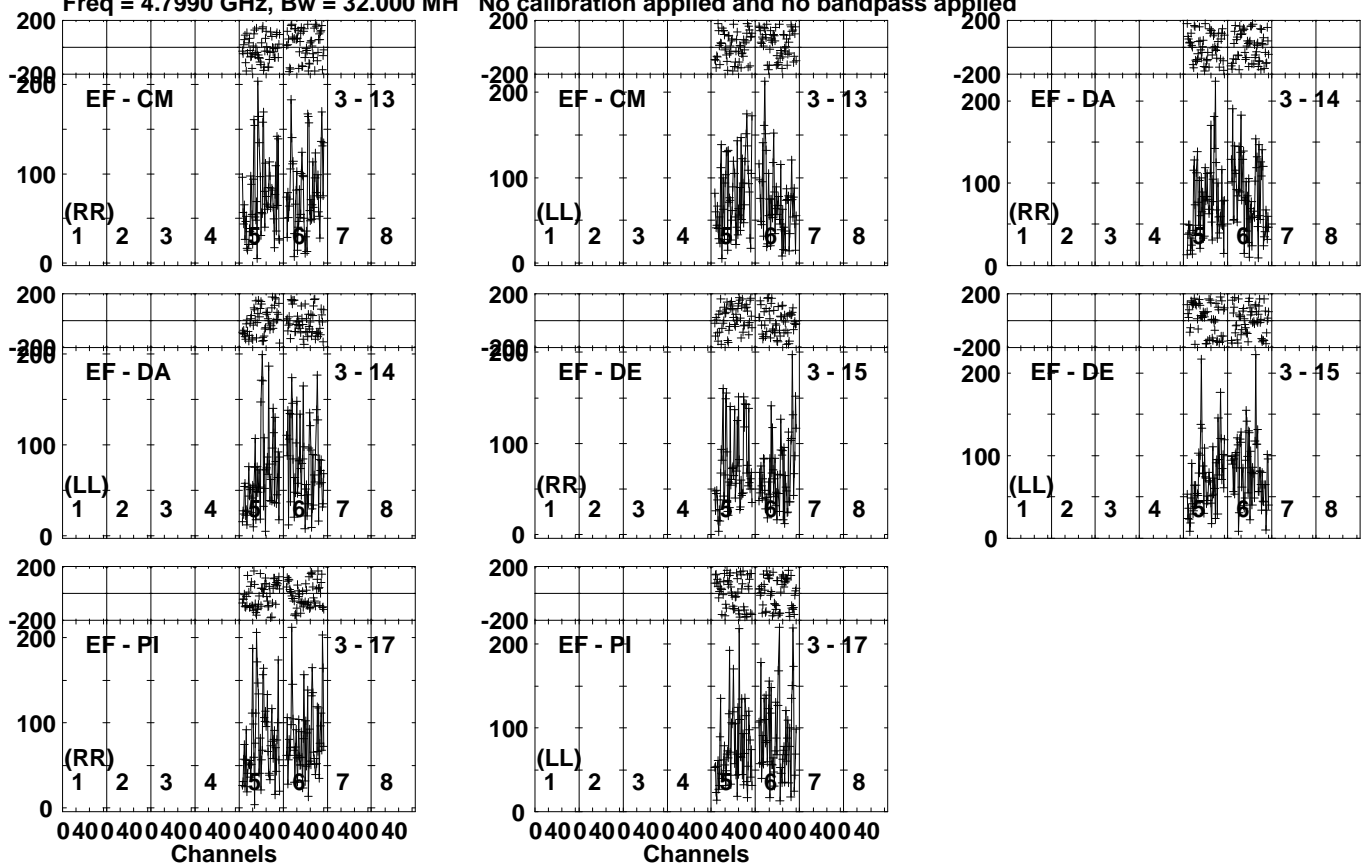 Freq = 4.7990 GHz, Bw = 32.000 MH No calibration applied and no bandpass applied
200
-200
200
EF - CM 3 - 13
100
(RR)
1 2 3 4 5 6 7 8
0
200
-200
200
EF - CM 3 - 13
100
(LL)
1 2 3 4 5 6 7 8
0
200
-200
200
EF - DA 3 - 14
100
(RR)
1 2 3 4 5 6 7 8
0
200
-200
200
EF - DA 3 - 14
100
(LL)
1 2 3 4 5 6 7 8
0
200
-200
200
EF - DE 3 - 15
100
(RR)
1 2 3 4 5 6 7 8
0
200
-200
200
EF - DE 3 - 15
100
(LL)
1 2 3 4 5 6 7 8
0
200
-200
200
EF - PI 3 - 17
100
(RR)
1 2 3 4 5 6 7 8
0
0 40 0 40 0 40 0 40 0 40 0 40 0 40 0 40
Channels
200
-200
200
EF - PI 3 - 17
100
(LL)
1 2 3 4 5 6 7 8
0
0 40 0 40 0 40 0 40 0 40 0 40 0 40 0 40
Channels